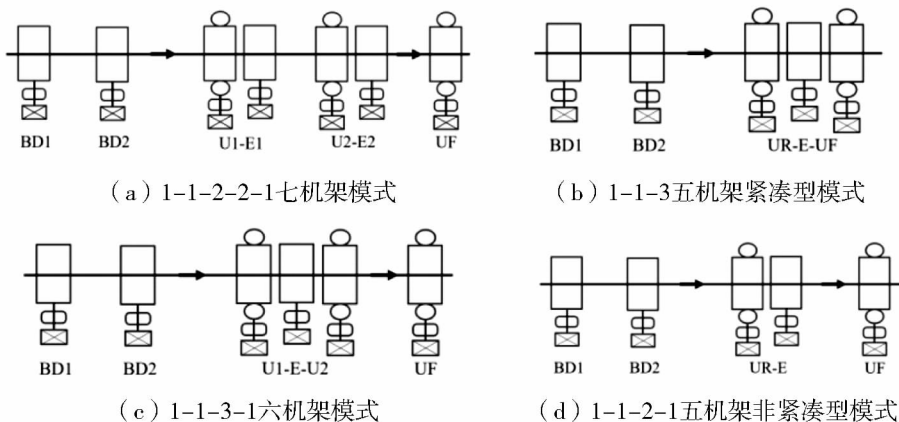 BD1 BD2 U1-E1 U2-E2 UF
(a)1-1-2-2-1七机架模式
BD1 BD2 UR-E-UF
(b)1-1-3五机架紧凑型模式
BD1 BD2 U1-E-U2 UF
(c)1-1-3-1六机架模式
BD1 BD2 UR-E UF
(d)1-1-2-1五机架非紧凑型模式